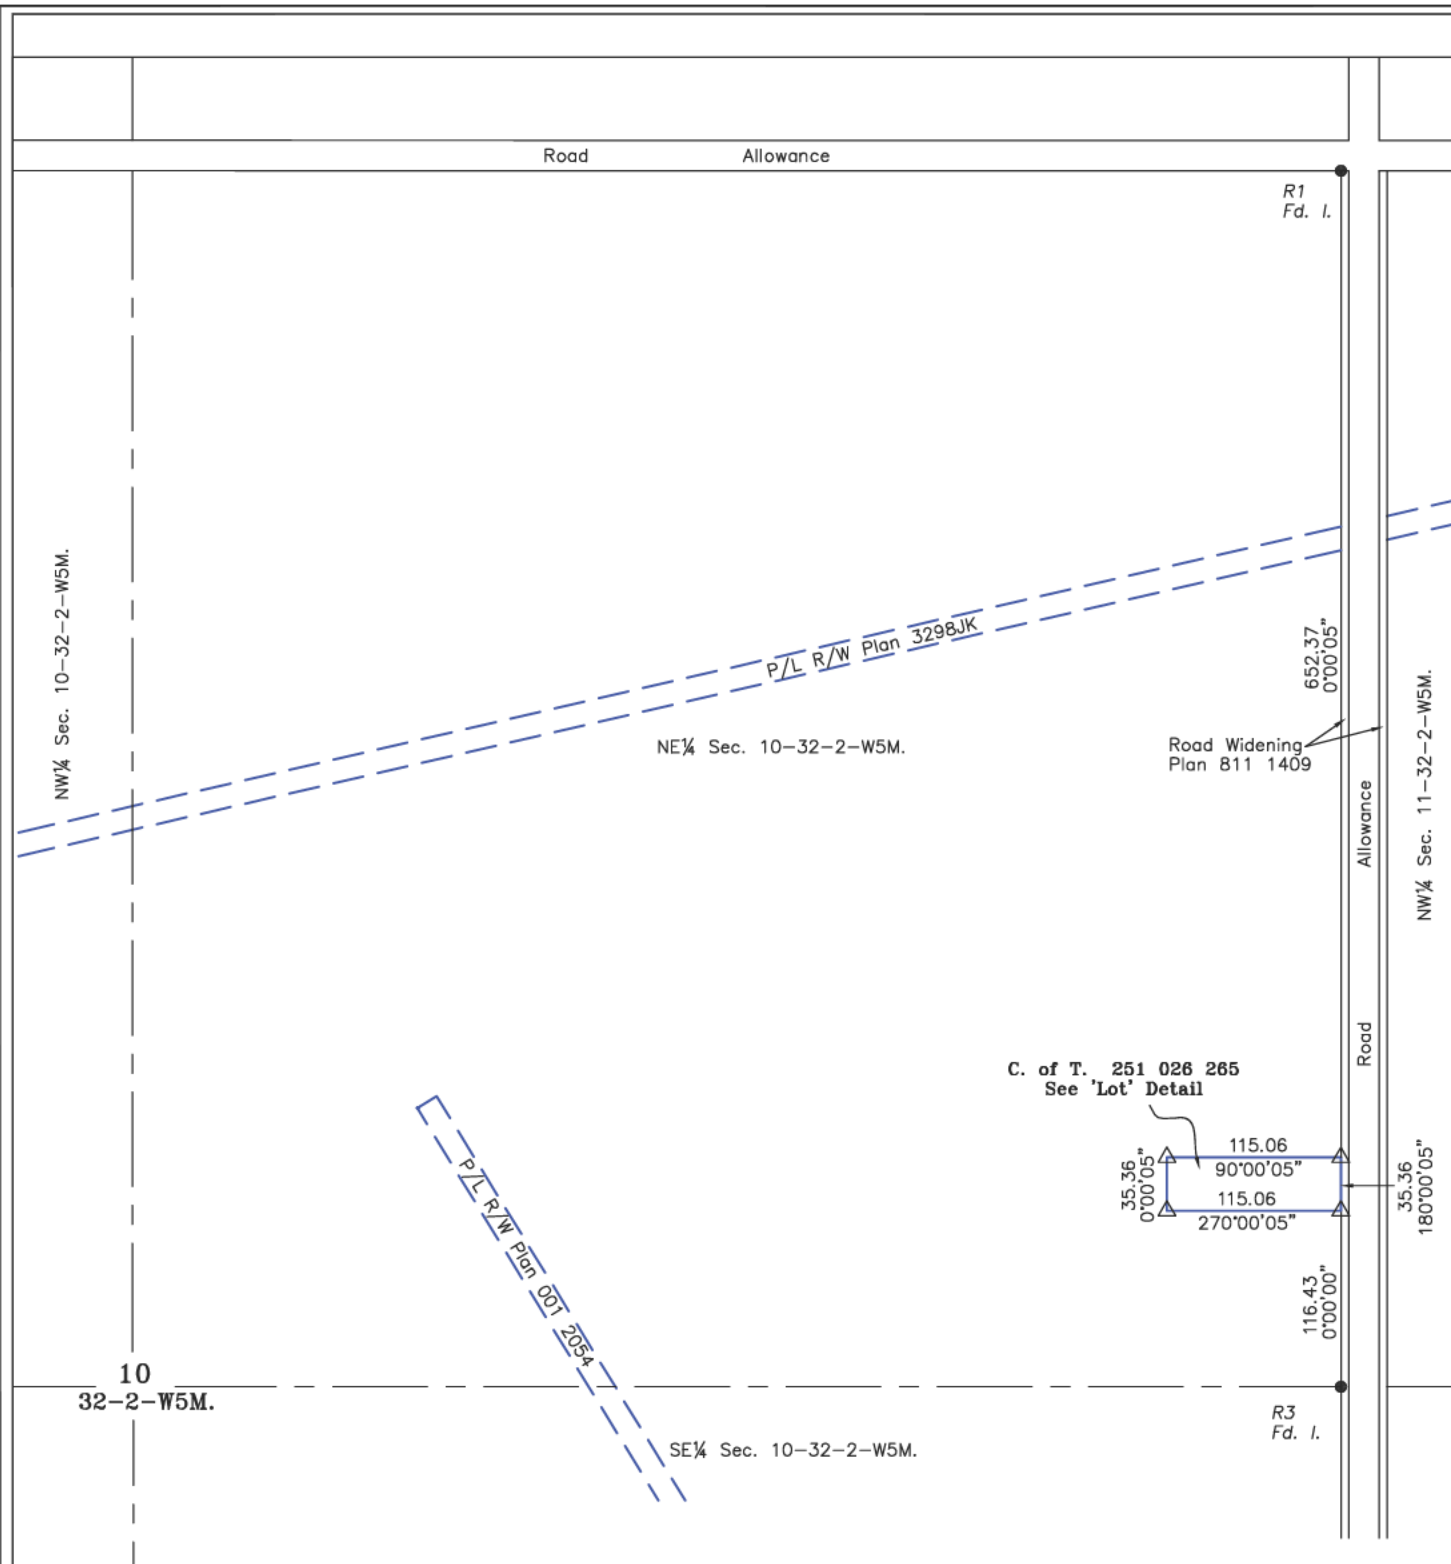 Road Allowance
R1
Fd. I.
NW¼ Sec. 10-32-2-W5M.
P/L R/W Plan 3298JK
652.37
0°00'05"
NE¼ Sec. 10-32-2-W5M.
Road Widening
Plan 811 1409
Road Allowance
NW¼ Sec. 11-32-2-W5M.
C. of T. 251 026 265
See 'Lot' Detail
115.06
90°00'05"
35.36
0°00'05"
115.06
270°00'05"
35.36
180°00'05"
P/L R/W Plan 001 2054
116.43
0°00'00"
10
32-2-W5M.
R3
Fd. I.
SE¼ Sec. 10-32-2-W5M.